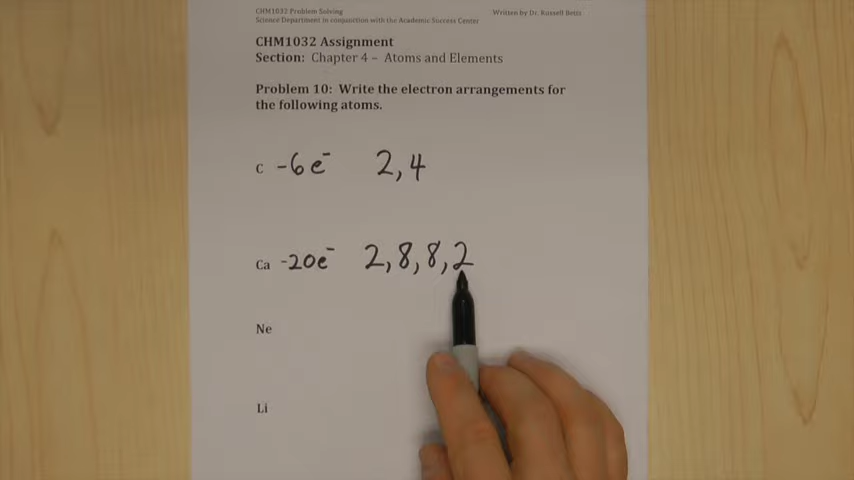 CHM1032 Problem Solving Written by Dr. Russell Betts
Science Department in conjunction with the Academic Success Center
CHM1032 Assignment
Section: Chapter 4 – Atoms and Elements
Problem 10: Write the electron arrangements for
the following atoms.
C -6e⁻ 2,4
Ca -20e⁻ 2,8,8,2
Ne
Li